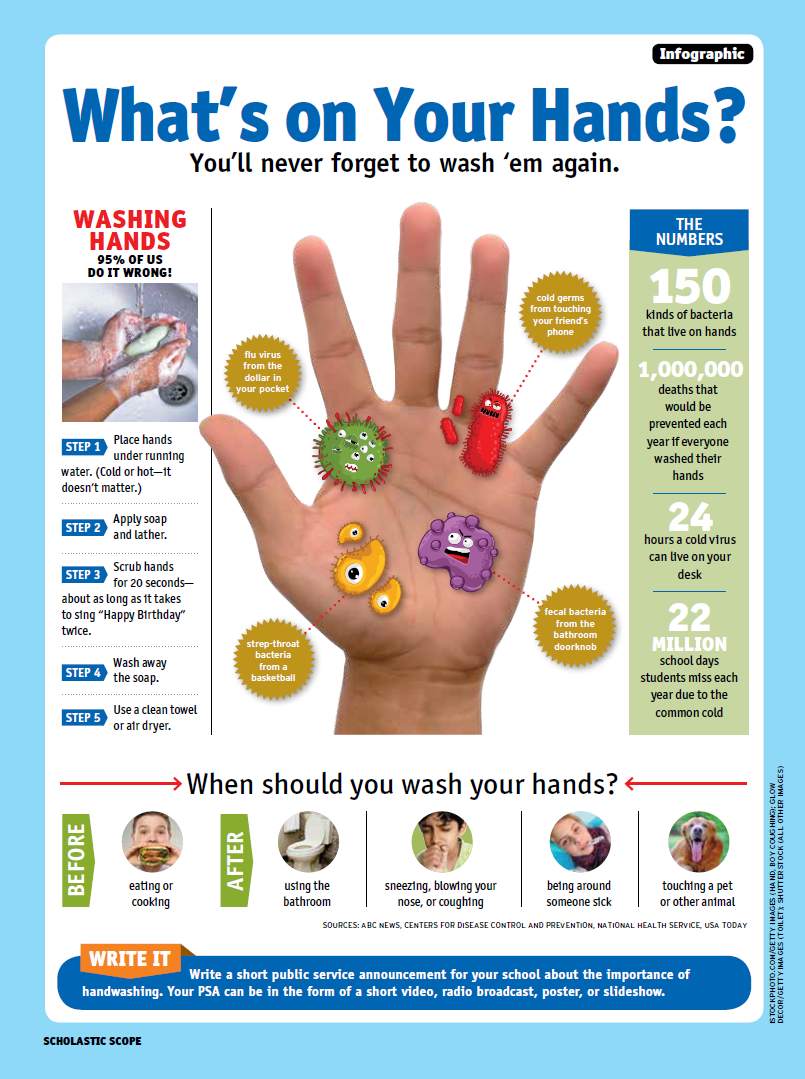 Infographic
What's on Your Hands?
You'll never forget to wash ‘em again.
WASHING
HANDS
95% OF US
DO IT WRONG!
STEP 1 Place hands
under running
water. (Cold or hot—it
doesn't matter.)
STEP 2 Apply soap
and lather.
STEP 3 Scrub hands
for 20 seconds—
about as long as it takes
to sing “Happy Birthday”
twice.
STEP 4 Wash away
the soap.
STEP 5 Use a clean towel
or air dryer.
flu virus
from the
dollar in
your pocket
cold germs
from touching
your friend's
phone
strep-throat
bacteria
from a
basketball
fecal bacteria
from the
bathroom
doorknob
THE
NUMBERS
150
kinds of bacteria
that live on hands
1,000,000
deaths that
would be
prevented each
year if everyone
washed their
hands
24
hours a cold virus
can live on your
desk
22
MILLION
school days
students miss each
year due to the
common cold
When should you wash your hands?
BEFORE
eating or
cooking
AFTER
using the
bathroom
sneezing, blowing your
nose, or coughing
being around
someone sick
touching a pet
or other animal
SOURCES: ABC NEWS, CENTERS FOR DISEASE CONTROL AND PREVENTION, NATIONAL HEALTH SERVICE, USA TODAY
WRITE IT
Write a short public service announcement for your school about the importance of
handwashing. Your PSA can be in the form of a short video, radio broadcast, poster, or slideshow.
ISTOCKPHOTO.COM/GETTY IMAGES (HAND, BOY COUGHING); GLOW
DECOR/GETTY IMAGES (TOILET); SHUTTERSTOCK (ALL OTHER IMAGES)
SCHOLASTIC SCOPE